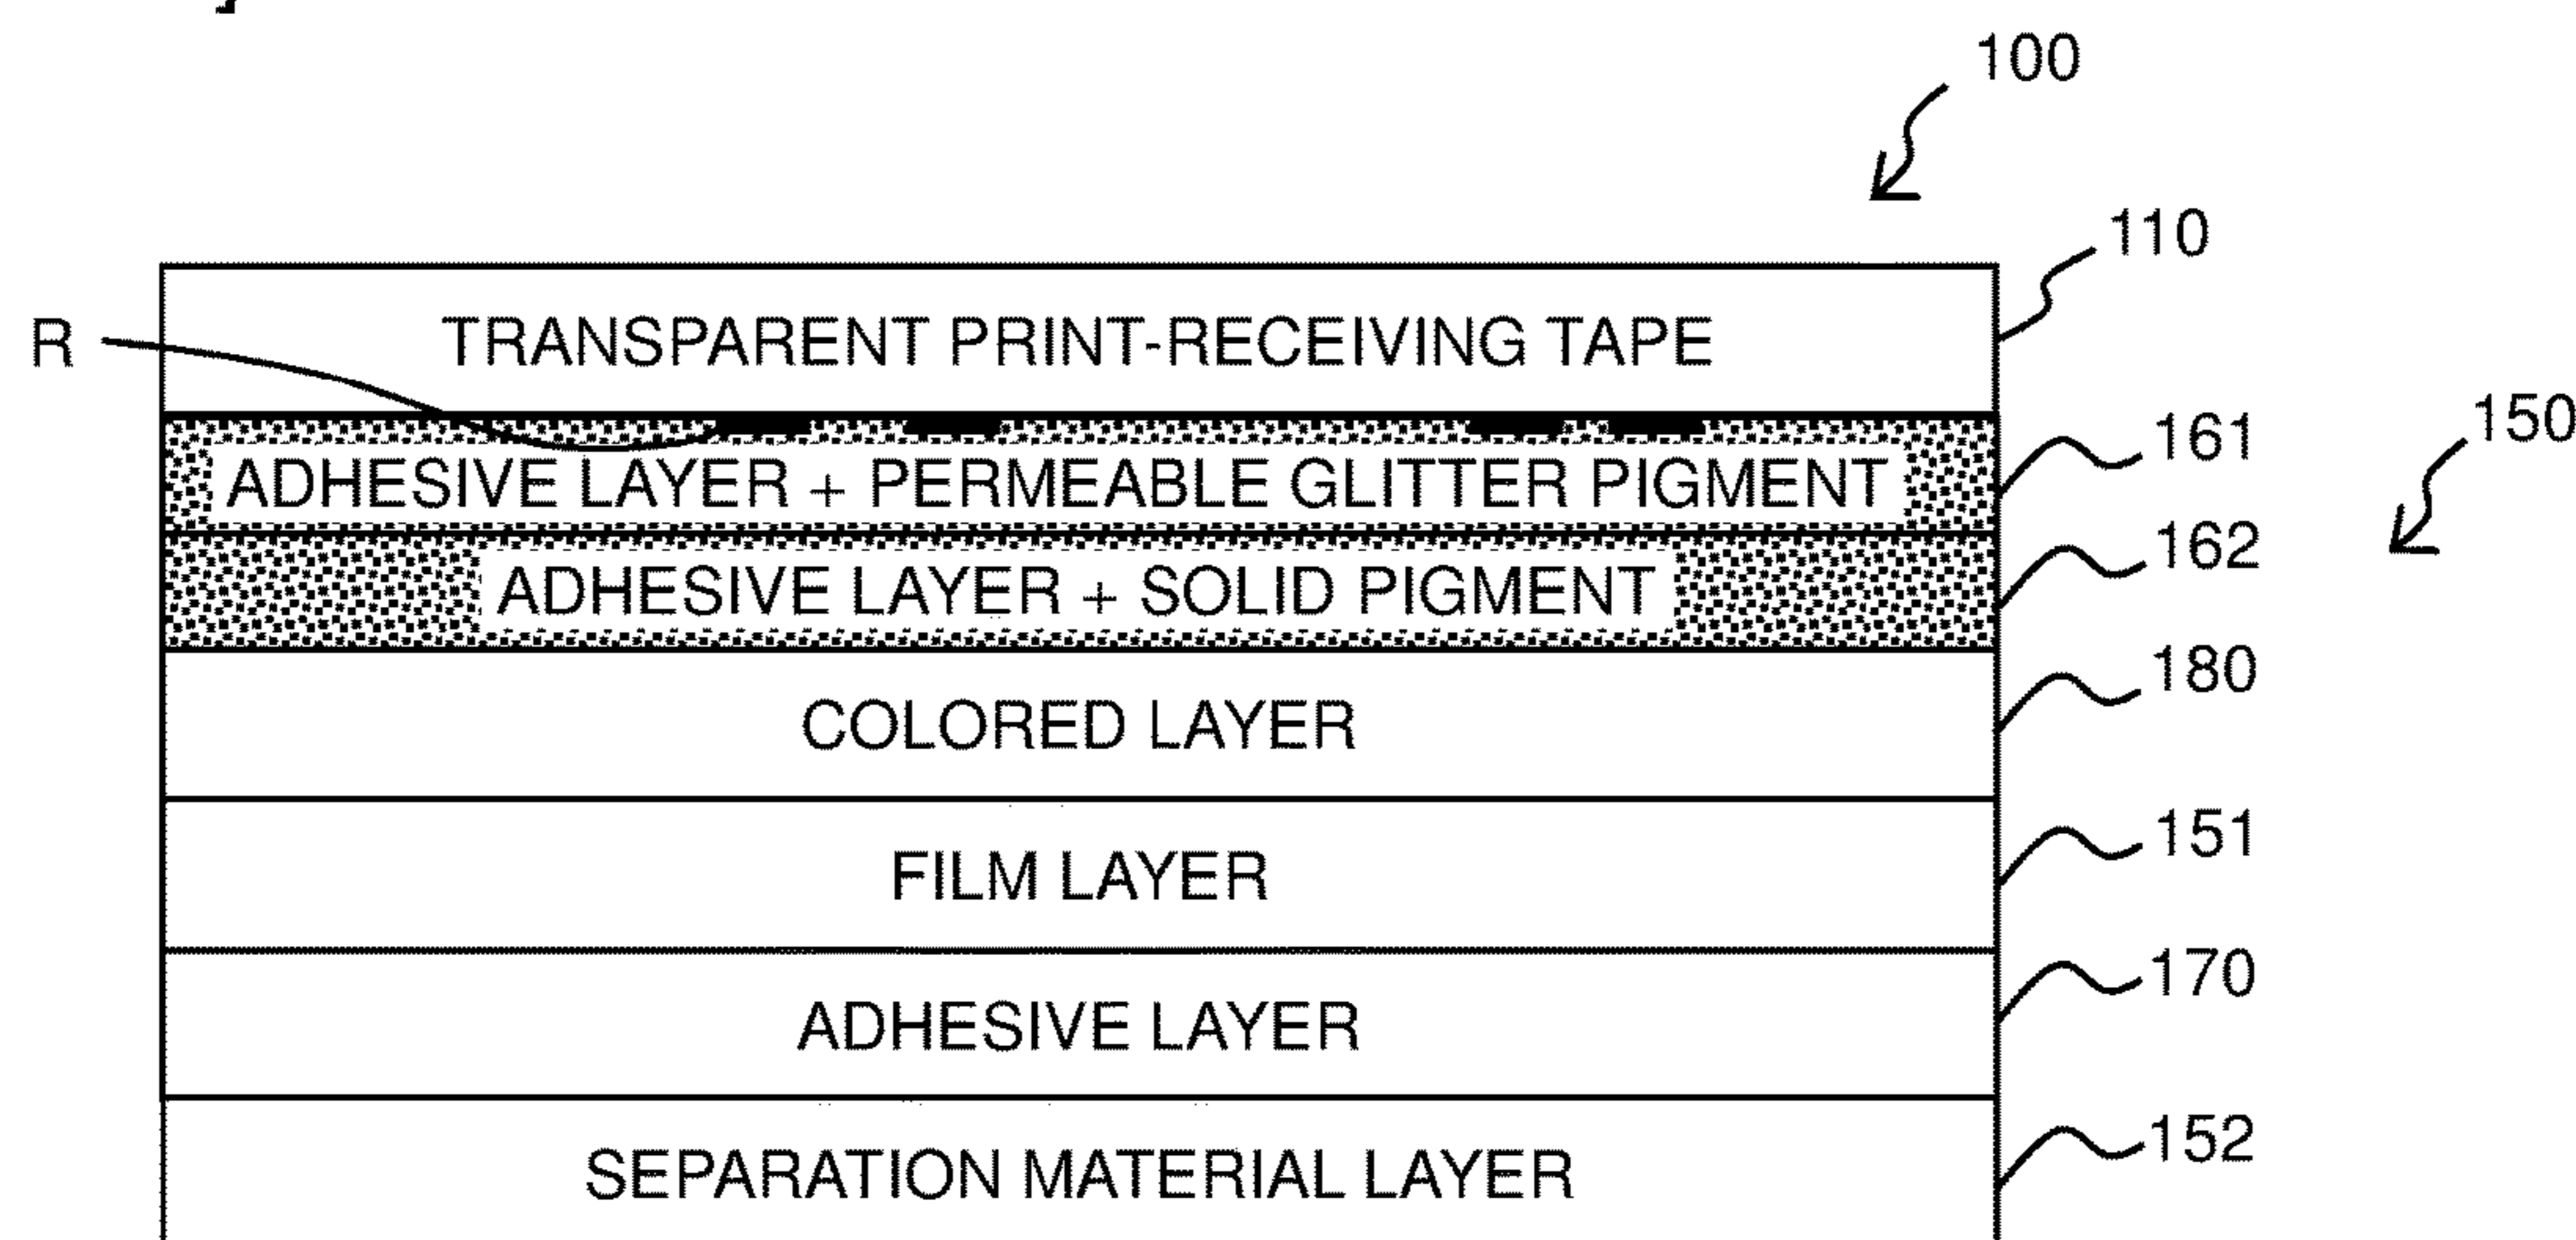 100
110
TRANSPARENT PRINT-RECEIVING TAPE
R
150
161
ADHESIVE LAYER + PERMEABLE GLITTER PIGMENT
162
ADHESIVE LAYER + SOLID PIGMENT
180
COLORED LAYER
151
FILM LAYER
170
ADHESIVE LAYER
152
SEPARATION MATERIAL LAYER